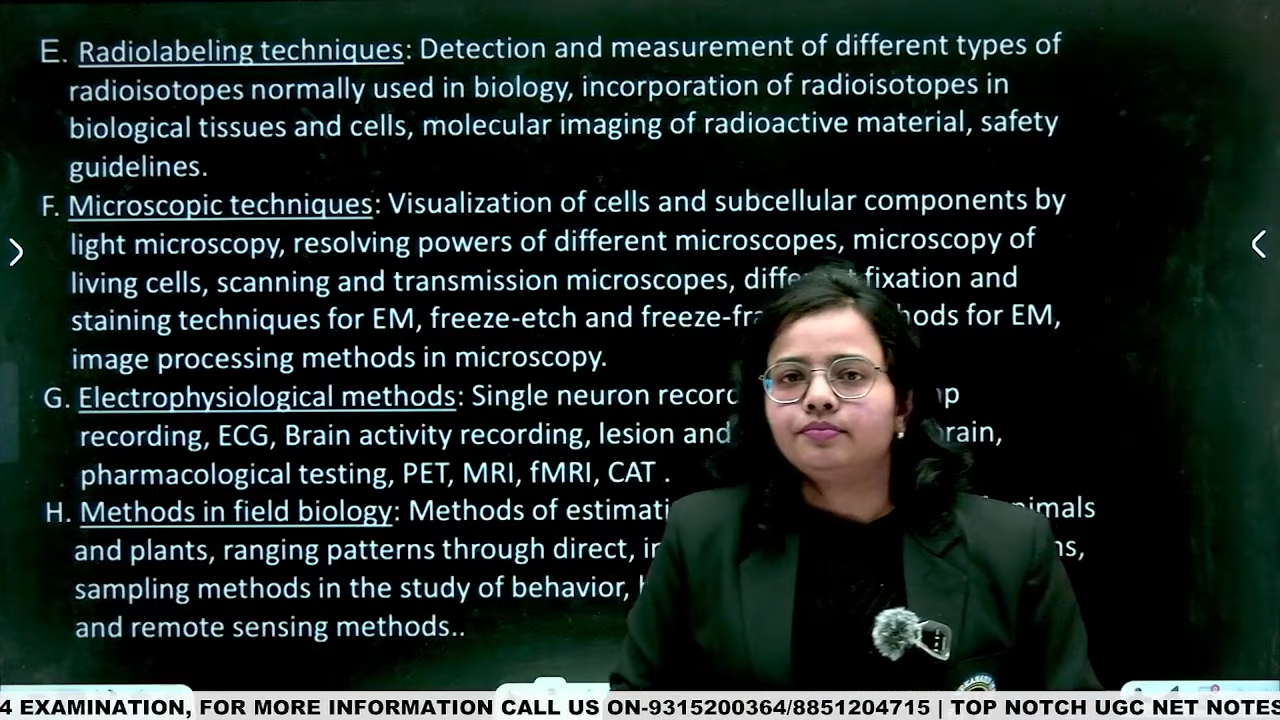 E. Radiolabeling techniques: Detection and measurement of different types of
radioisotopes normally used in biology, incorporation of radioisotopes in
biological tissues and cells, molecular imaging of radioactive material, safety
guidelines.
F. Microscopic techniques: Visualization of cells and subcellular components by
light microscopy, resolving powers of different microscopes, microscopy of
living cells, scanning and transmission microscopes, fixation and
staining techniques for EM, freeze-etch and for EM,
image processing methods in microscopy.
G. Electrophysiological methods: Single neuron
recording, ECG, Brain activity recording, lesion and
pharmacological testing, PET, MRI, fMRI, CAT .
H. Methods in field biology: Methods of
and plants, ranging patterns through direct,
sampling methods in the study of behavior,
and remote sensing methods..
4 EXAMINATION, FOR MORE INFORMATION CALL US ON-9315200364/8851204715 | TOP NOTCH UGC NET NOTES